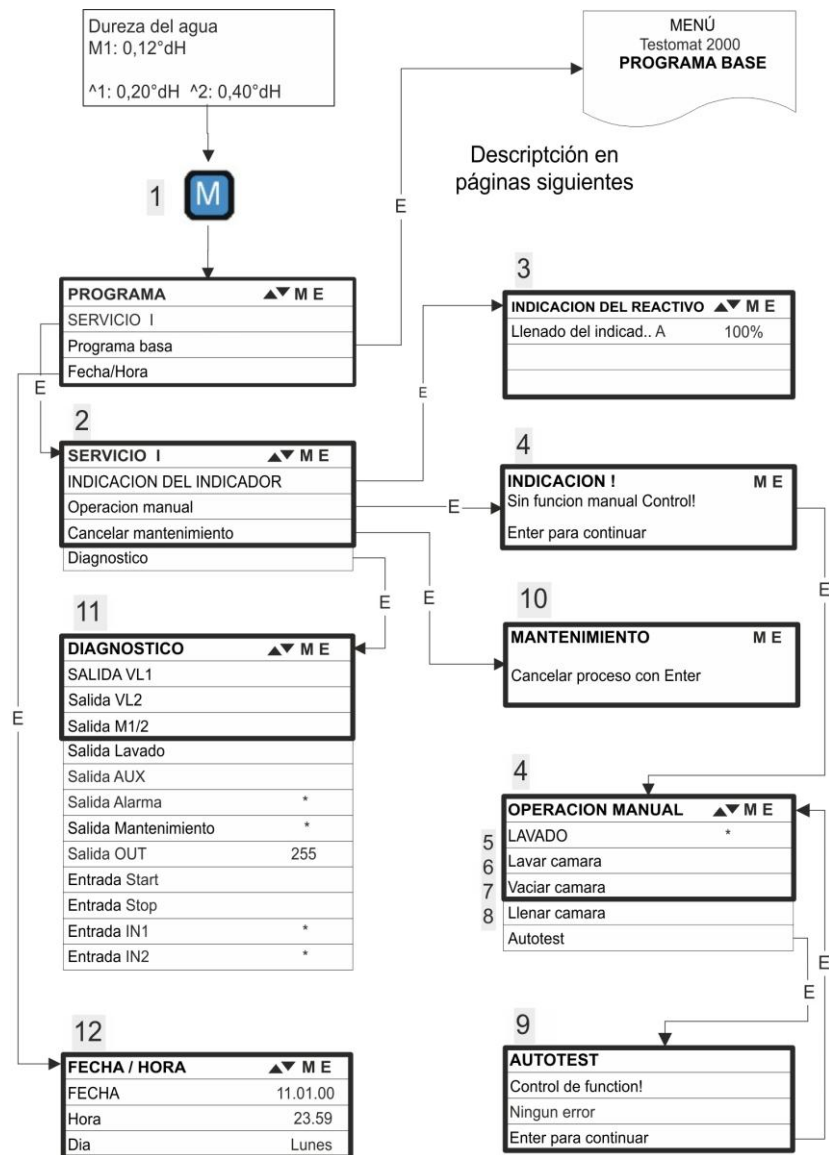 Dureza del agua
M1: 0,12°dH
^1: 0,20°dH ^2: 0,40°dH
MENÚ
Testomat 2000
PROGRAMA BASE
Descriptción en
páginas siguientes
1
M
E
PROGRAMA ▲▼ M E
SERVICIO I
Programa basa
Fecha/Hora
E
E
3
INDICACION DEL REACTIVO ▲▼ M E
Llenado del indicad.. A 100%
2
SERVICIO I ▲▼ M E
INDICACION DEL INDICADOR
Operacion manual
Cancelar mantenimiento
Diagnostico
E
4
INDICACION ! M E
Sin funcion manual Control!
Enter para continuar
E
E
E
10
MANTENIMIENTO M E
Cancelar proceso con Enter
11
DIAGNOSTICO ▲▼ M E
SALIDA VL1
Salida VL2
Salida M1/2
Salida Lavado
Salida AUX
Salida Alarma *
Salida Mantenimiento *
Salida OUT 255
Entrada Start
Entrada Stop
Entrada IN1 *
Entrada IN2 *
E
4
OPERACION MANUAL ▲▼ M E
5 LAVADO *
6 Lavar camara
7 Vaciar camara
8 Llenar camara
Autotest
E
E
9
AUTOTEST
Control de function!
Ningun error
Enter para continuar
12
FECHA / HORA ▲▼ M E
FECHA 11.01.00
Hora 23.59
Dia Lunes